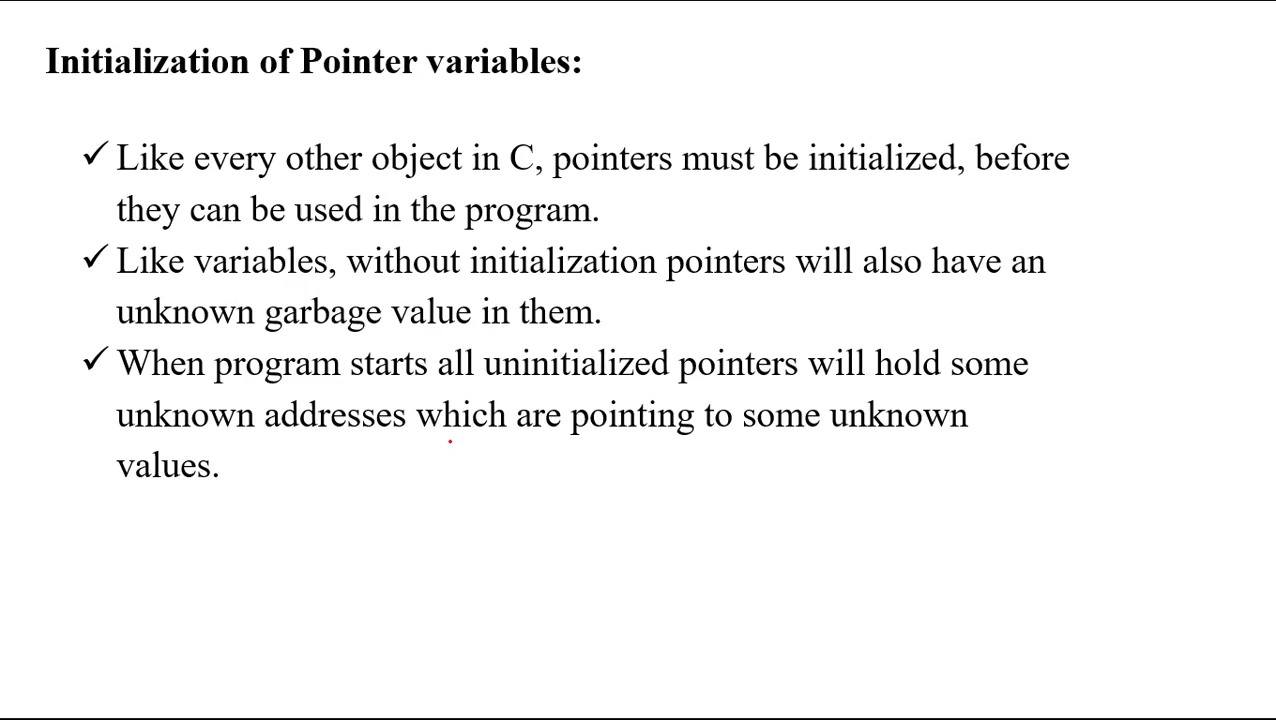 Initialization of Pointer variables:
✓ Like every other object in C, pointers must be initialized, before
they can be used in the program.
✓ Like variables, without initialization pointers will also have an
unknown garbage value in them.
✓ When program starts all uninitialized pointers will hold some
unknown addresses which are pointing to some unknown
values.